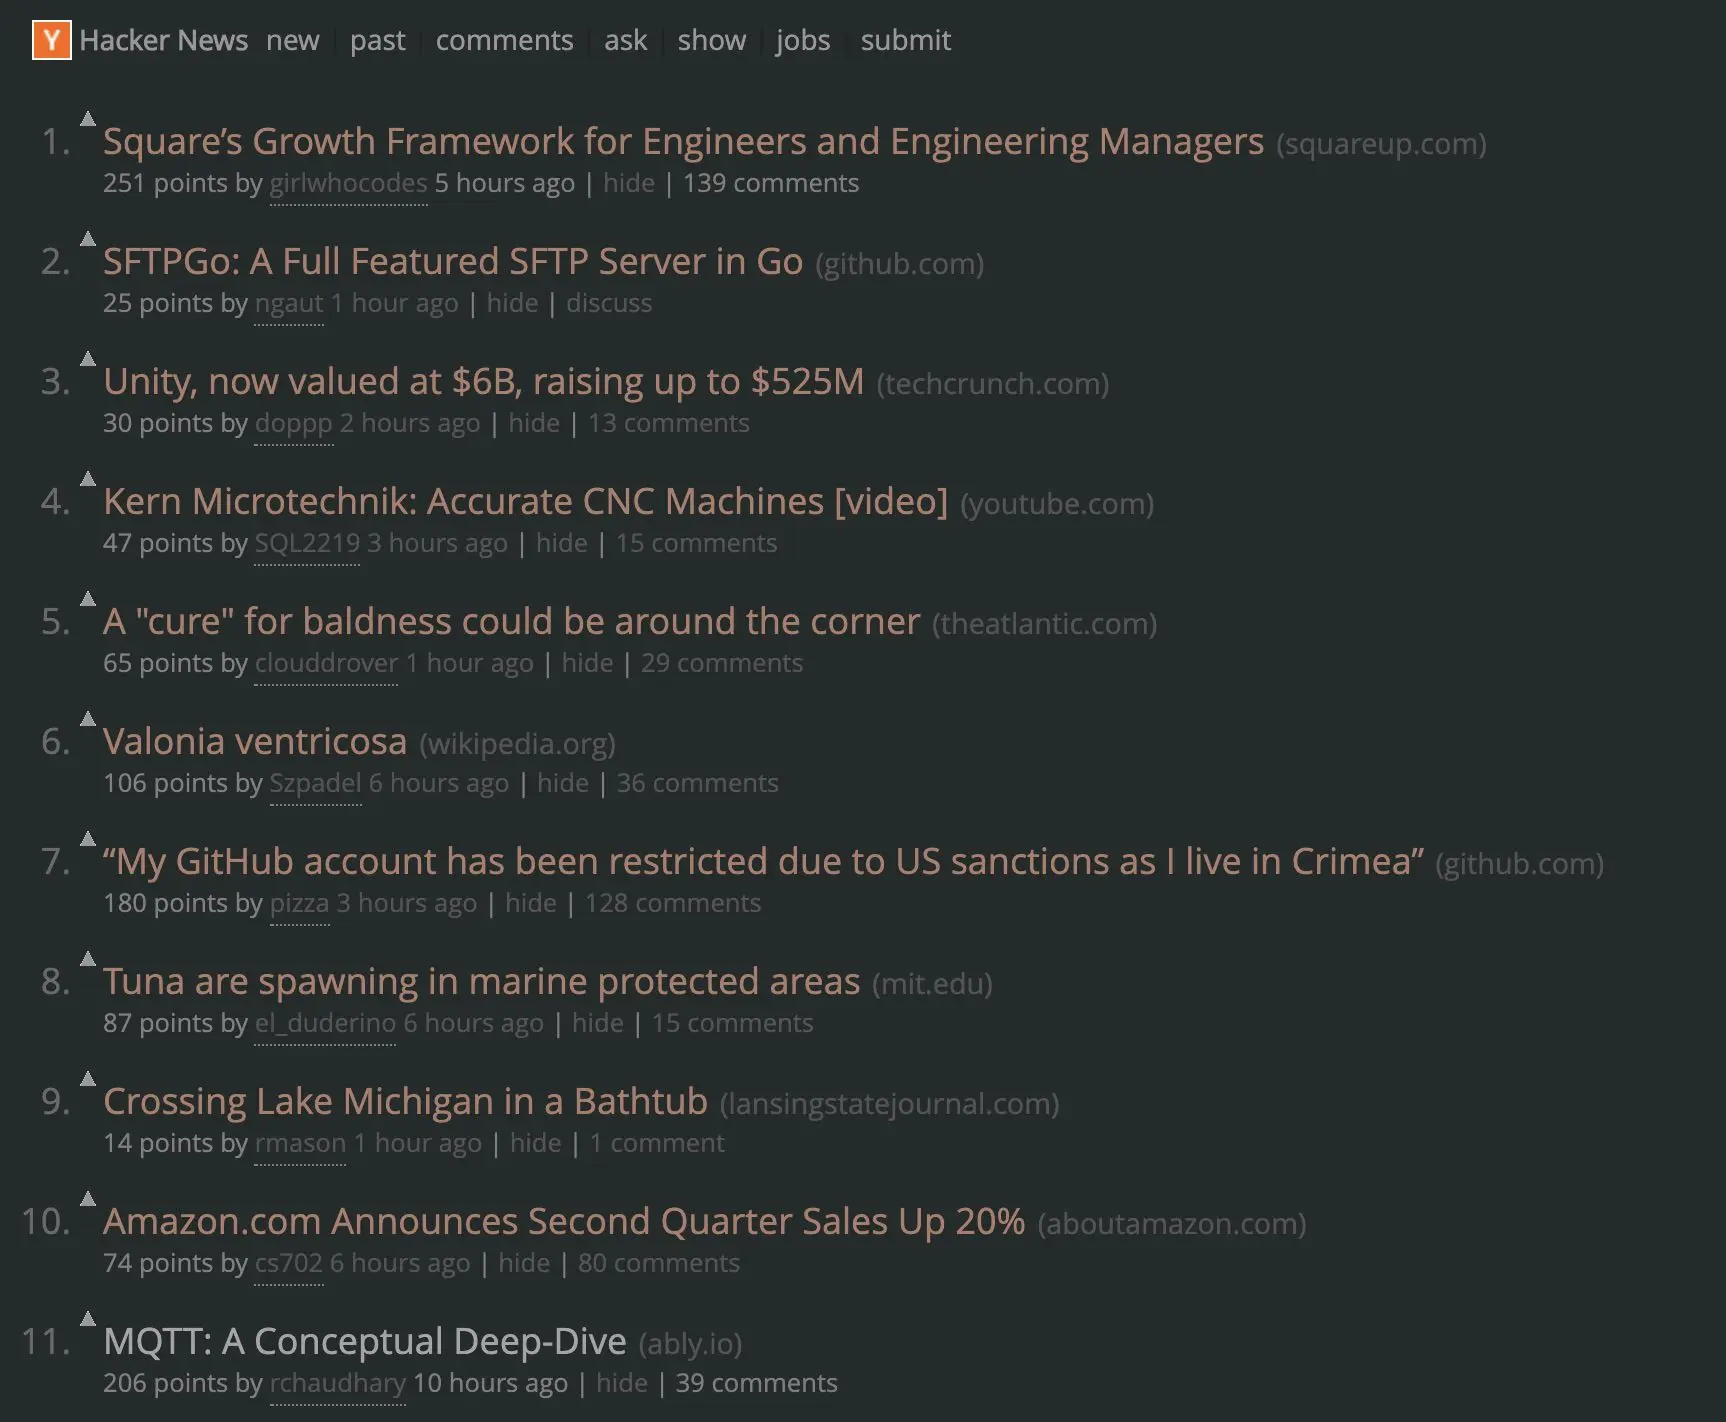 Y Hacker News new | past | comments | ask | show | jobs | submit
1. Square’s Growth Framework for Engineers and Engineering Managers (squareup.com)
251 points by girlwhocodes 5 hours ago | hide | 139 comments
2. SFTPGo: A Full Featured SFTP Server in Go (github.com)
25 points by ngaut 1 hour ago | hide | discuss
3. Unity, now valued at $6B, raising up to $525M (techcrunch.com)
30 points by doppp 2 hours ago | hide | 13 comments
4. Kern Microtechnik: Accurate CNC Machines [video] (youtube.com)
47 points by SQL2219 3 hours ago | hide | 15 comments
5. A "cure" for baldness could be around the corner (theatlantic.com)
65 points by clouddrover 1 hour ago | hide | 29 comments
6. Valonia ventricosa (wikipedia.org)
106 points by Szpadel 6 hours ago | hide | 36 comments
7. “My GitHub account has been restricted due to US sanctions as I live in Crimea” (github.com)
180 points by pizza 3 hours ago | hide | 128 comments
8. Tuna are spawning in marine protected areas (mit.edu)
87 points by el_duderino 6 hours ago | hide | 15 comments
9. Crossing Lake Michigan in a Bathtub (lansingstatejournal.com)
14 points by rmason 1 hour ago | hide | 1 comment
10. Amazon.com Announces Second Quarter Sales Up 20% (aboutamazon.com)
74 points by cs702 6 hours ago | hide | 80 comments
11. MQTT: A Conceptual Deep-Dive (ably.io)
206 points by rchaudhary 10 hours ago | hide | 39 comments